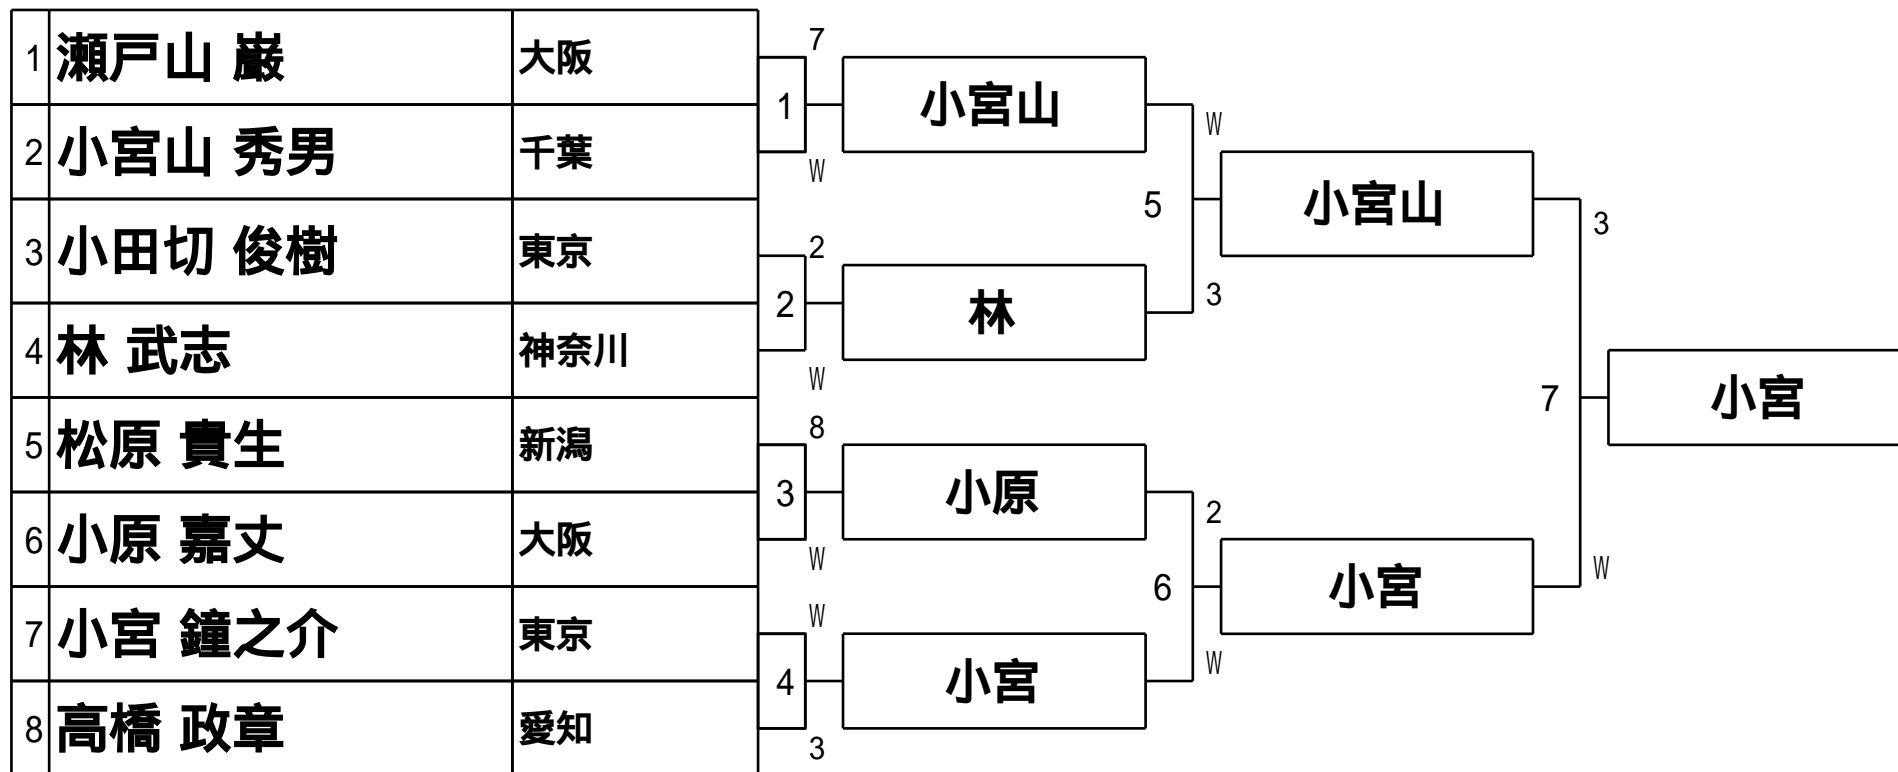 1 瀬戸山 巌 大阪
2 小宮山 秀男 千葉
3 小田切 俊樹 東京
4 林 武志 神奈川
5 松原 貴生 新潟
6 小原 嘉丈 大阪
7 小宮 鐘之介 東京
8 高橋 政章 愛知
7
1
W
2
2
W
8
3
W
W
4
3
小宮山
林
小原
小宮
W
5
3
2
6
W
小宮山
小宮
3
7
W
小宮